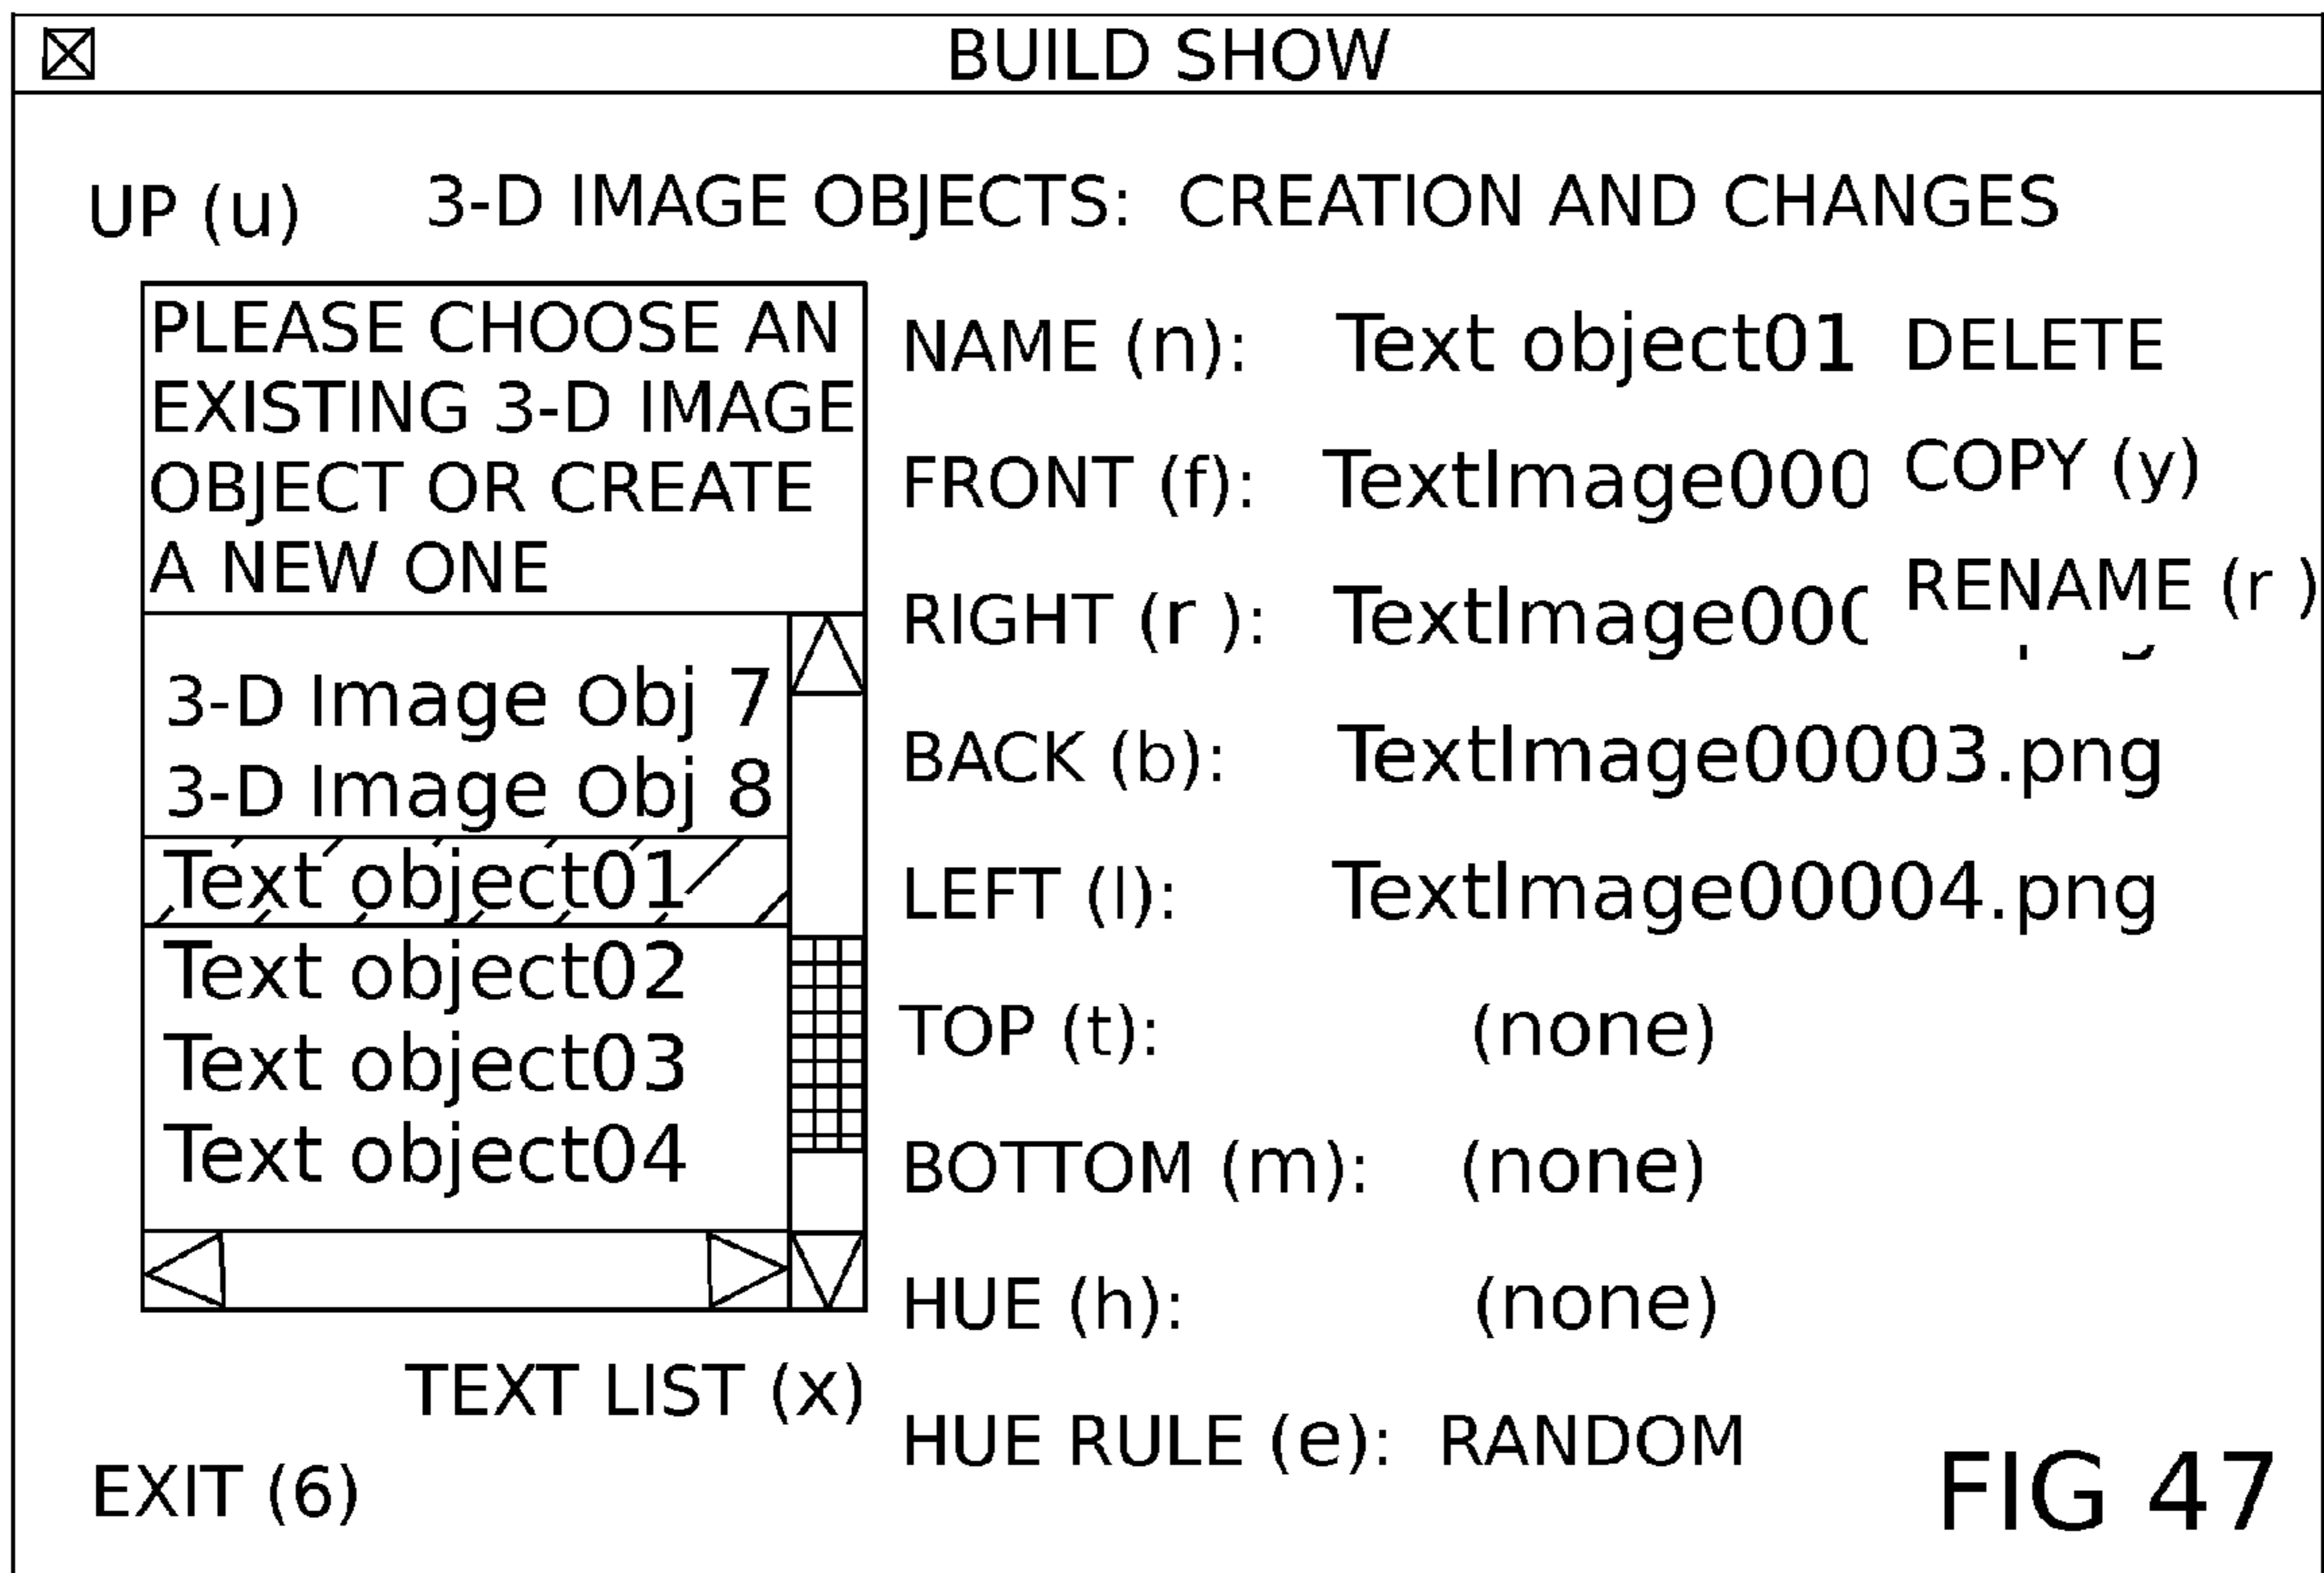 BUILD SHOW
UP (u) 3-D IMAGE OBJECTS: CREATION AND CHANGES
PLEASE CHOOSE AN
EXISTING 3-D IMAGE
OBJECT OR CREATE
A NEW ONE
3-D Image Obj 7
3-D Image Obj 8
Text object01
Text object02
Text object03
Text object04
TEXT LIST (x)
EXIT (6)
NAME (n): Text object01 DELETE
FRONT (f): TextImage000 COPY (y)
RIGHT (r ): TextImage000 RENAME (r )
BACK (b): TextImage00003.png
LEFT (l): TextImage00004.png
TOP (t): (none)
BOTTOM (m): (none)
HUE (h): (none)
HUE RULE (e): RANDOM
FIG 47